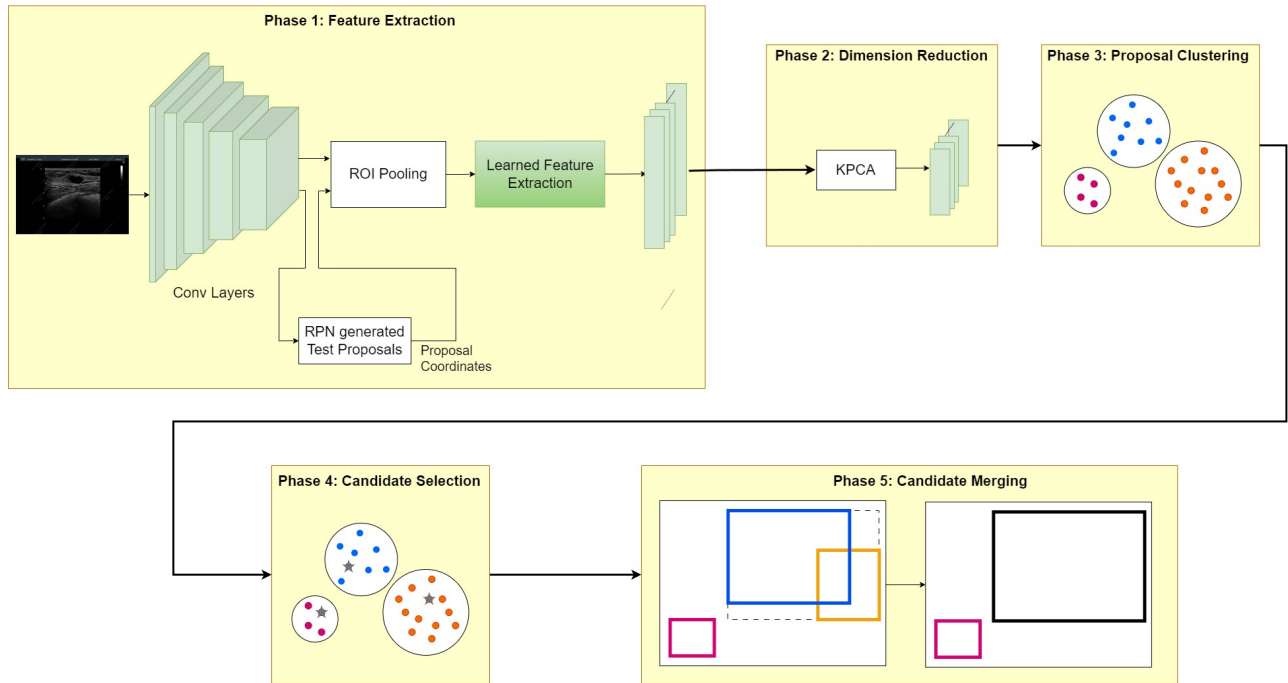 Phase 1: Feature Extraction
Phase 2: Dimension Reduction
Phase 3: Proposal Clustering
ROI Pooling
Learned Feature
Extraction
KPCA
Conv Layers
RPN generated
Test Proposals
Proposal
Coordinates
Phase 4: Candidate Selection
Phase 5: Candidate Merging